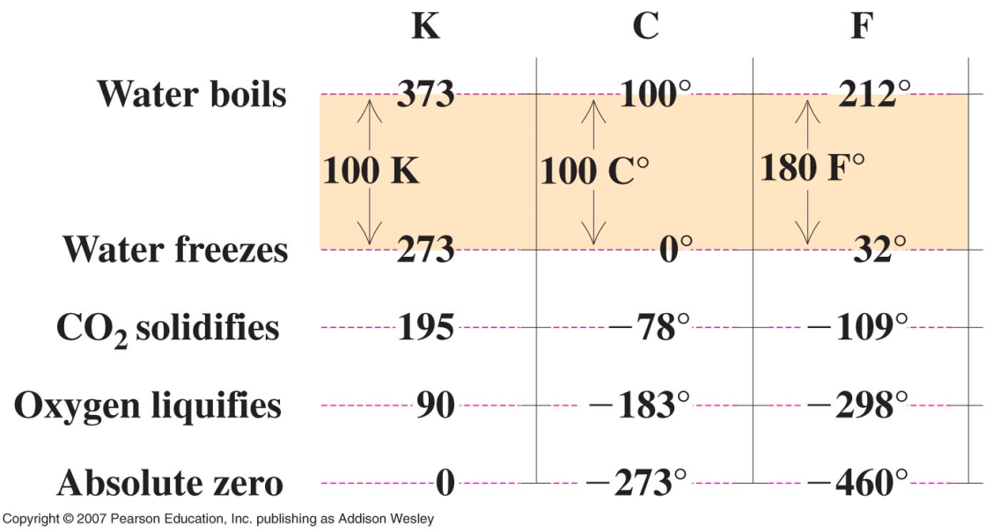 K C F
Water boils 373 100° 212°
100 K 100 C° 180 F°
Water freezes 273 0° 32°
CO₂ solidifies 195 −78° −109°
Oxygen liquifies 90 −183° −298°
Absolute zero 0 −273° −460°
Copyright © 2007 Pearson Education, Inc. publishing as Addison Wesley